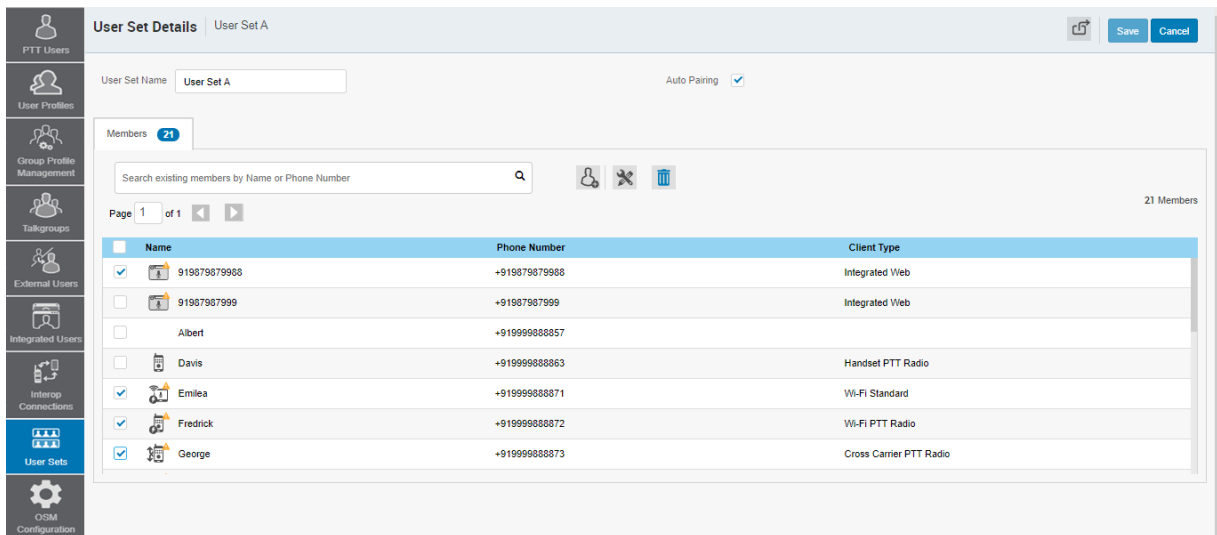 PTT Users
User Profiles
Group Profile
Management
Talkgroups
External Users
Integrated Users
Interop
Connections
User Sets
OSM
Configuration
User Set Details User Set A
Save Cancel
User Set Name User Set A Auto Pairing
Members 21
Search existing members by Name or Phone Number
21 Members
Page 1 of 1
Name Phone Number Client Type
919879879988 +919879879988 Integrated Web
91987987999 +91987987999 Integrated Web
Albert +919999888857
Davis +919999888863 Handset PTT Radio
Emilea +919999888871 Wi-Fi Standard
Fredrick +919999888872 Wi-Fi PTT Radio
George +919999888873 Cross Carrier PTT Radio